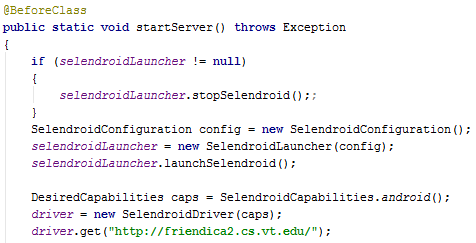 @BeforeClass
public static void startServer() throws Exception
{
    if (selendroidLauncher != null)
    {
        selendroidLauncher.stopSelendroid();;
    }
    SelendroidConfiguration config = new SelendroidConfiguration();
    selendroidLauncher = new SelendroidLauncher(config);
    selendroidLauncher.launchSelendroid();

    DesiredCapabilities caps = SelendroidCapabilities.android();
    driver = new SelendroidDriver(caps);
    driver.get("http://friendica2.cs.vt.edu/");